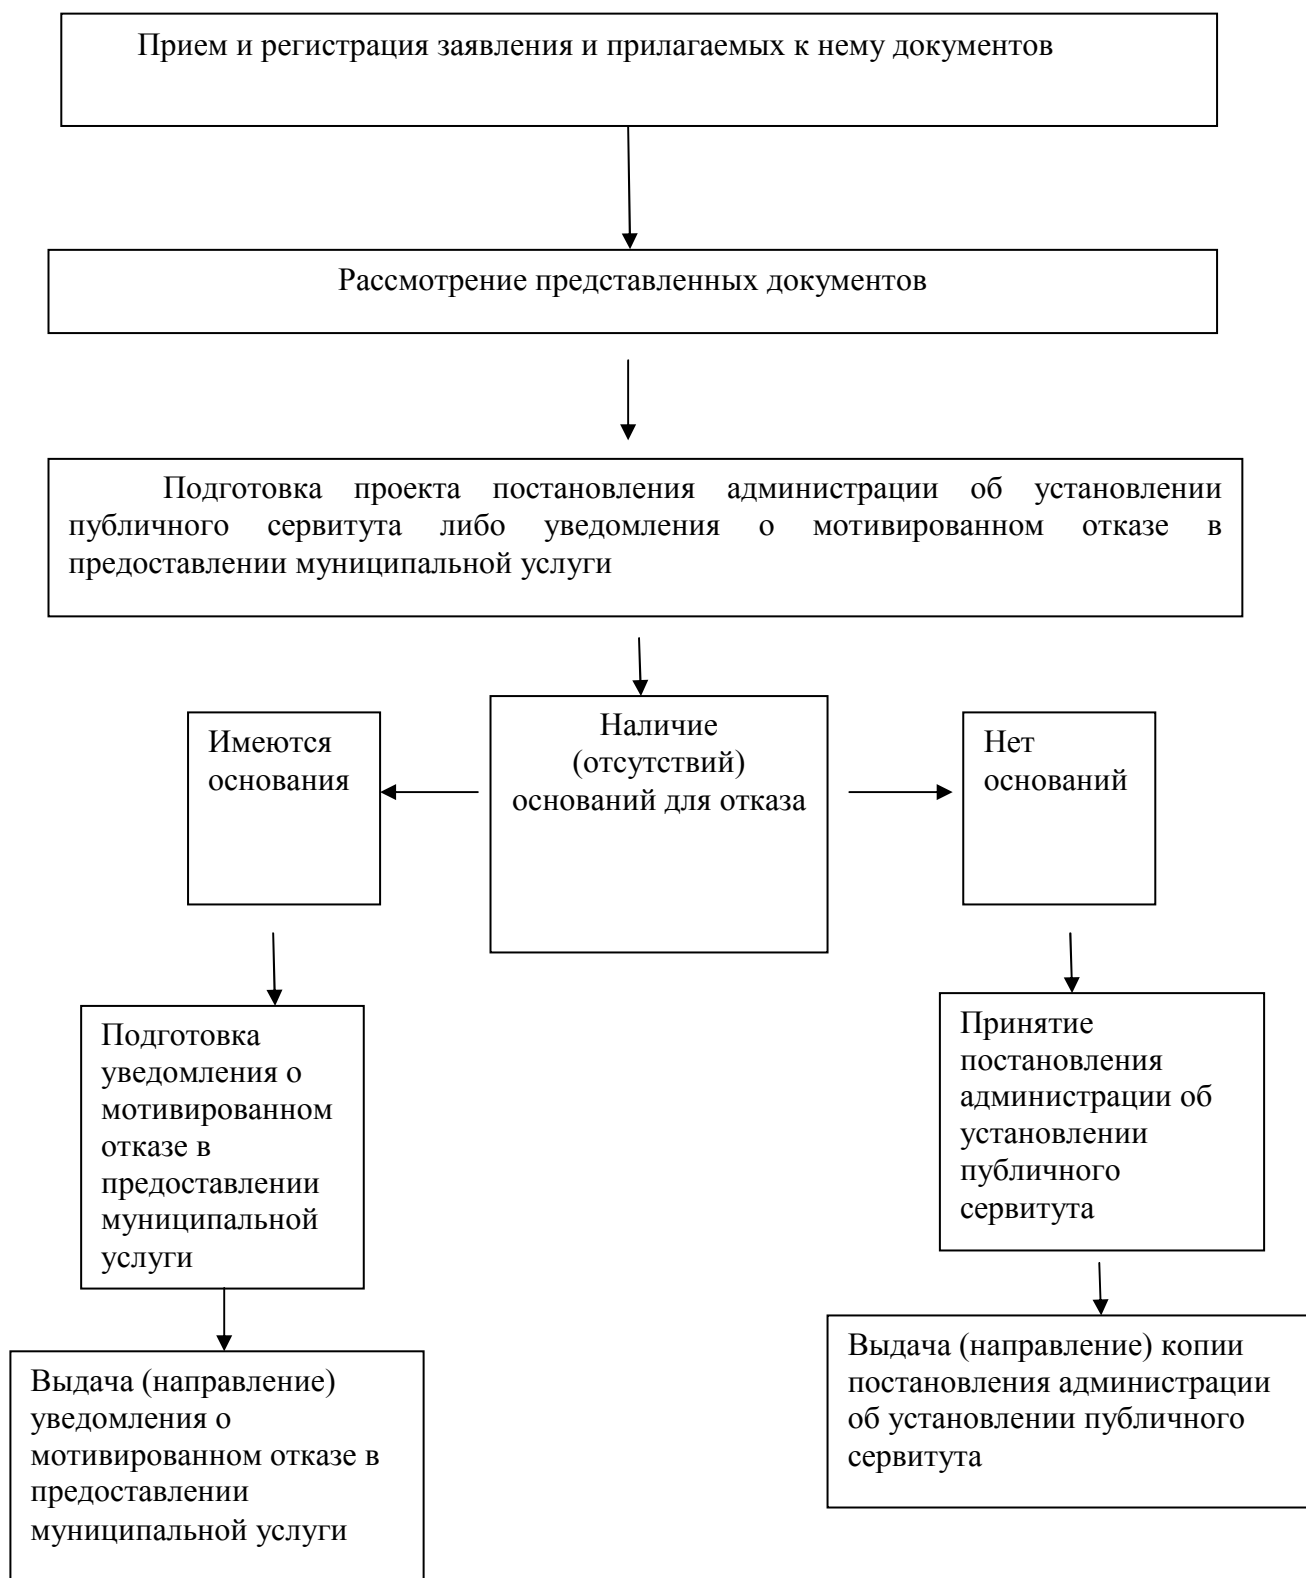 Прием и регистрация заявления и прилагаемых к нему документов
Рассмотрение представленных документов
Подготовка проекта постановления администрации об установлении
публичного сервитута либо уведомления о мотивированном отказе в
предоставлении муниципальной услуги
Имеются
основания
Наличие
(отсутствий)
оснований для отказа
Нет
оснований
Подготовка
уведомления о
мотивированном
отказе в
предоставлении
муниципальной
услуги
Принятие
постановления
администрации об
установлении
публичного
сервитута
Выдача (направление)
уведомления о
мотивированном отказе в
предоставлении
муниципальной услуги
Выдача (направление) копии
постановления администрации
об установлении публичного
сервитута